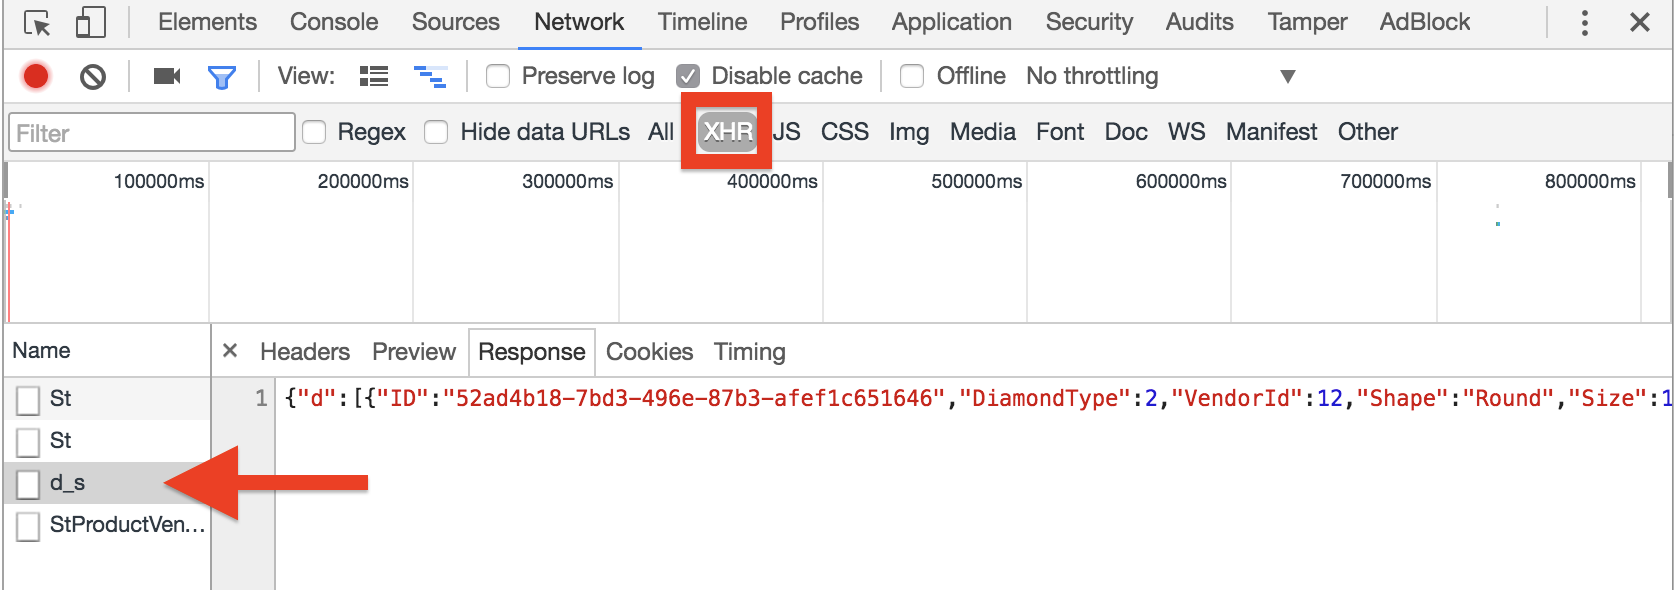 Elements Console Sources Network Timeline Profiles Application Security Audits Tamper AdBlock
View: Preserve log Disable cache Offline No throttling
Filter Regex Hide data URLs All XHR JS CSS Img Media Font Doc WS Manifest Other
100000ms 200000ms 300000ms 400000ms 500000ms 600000ms 700000ms 800000ms
Name × Headers Preview Response Cookies Timing
St 1 {"d":[{"ID":"52ad4b18-7bd3-496e-87b3-afef1c651646","DiamondType":2,"VendorId":12,"Shape":"Round","Size":1
St
d_s
StProductVen...